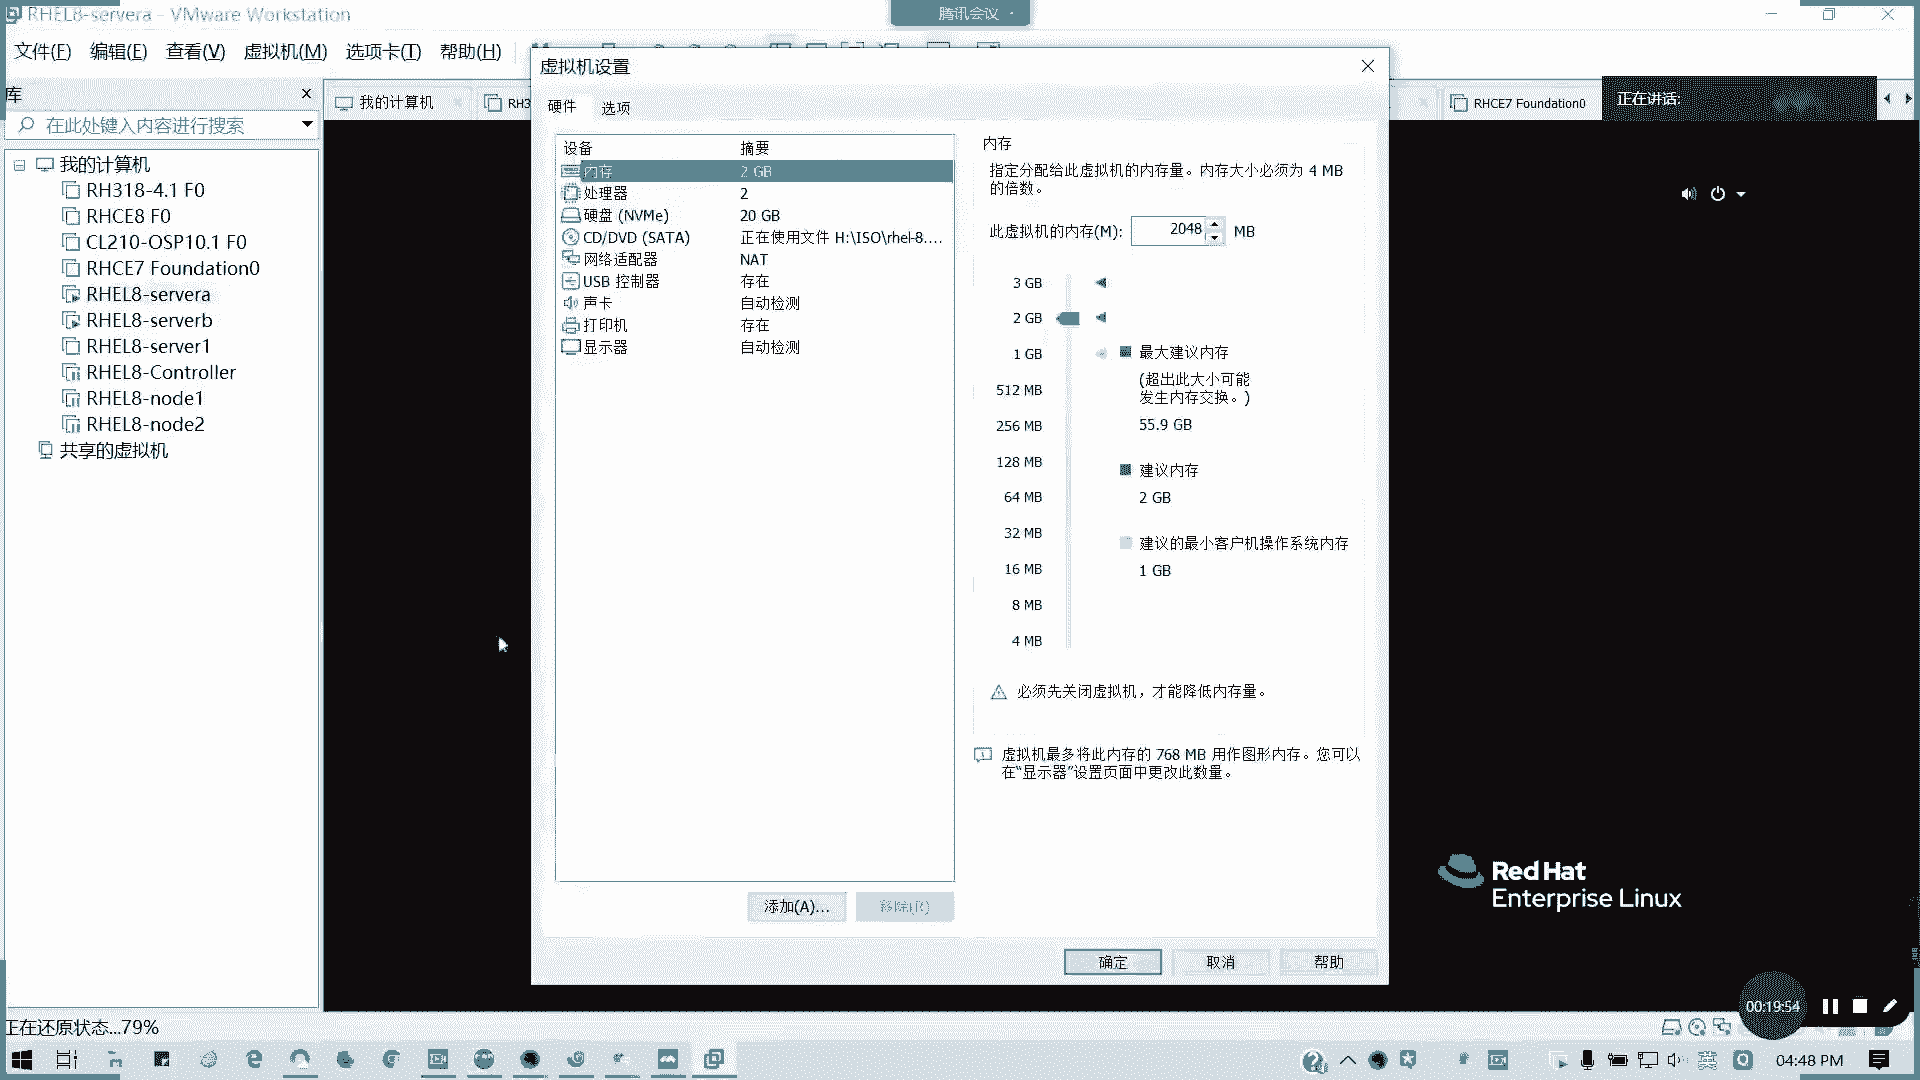 RHEL8-servera - VMware Workstation
腾讯会议
文件(F) 编辑(E) 查看(V) 虚拟机(M) 选项卡(T) 帮助(H)
库
在此处键入内容进行搜索
我的计算机
RH318-4.1 F0
RHCE8 F0
CL210-OSP10.1 F0
RHCE7 Foundation0
RHEL8-servera
RHEL8-serverb
RHEL8-server1
RHEL8-Controller
RHEL8-node1
RHEL8-node2
共享的虚拟机
我的计算机
RH3
RHCE7 Foundation0
正在讲话:
虚拟机设置
硬件 选项
设备 摘要
内存 2 GB
处理器 2
硬盘 (NVMe) 20 GB
CD/DVD (SATA) 正在使用文件 H:\ISO\rhel-8....
网络适配器 NAT
USB 控制器 存在
声卡 自动检测
打印机 存在
显示器 自动检测
添加(A)... 移除(R)
内存
指定分配给此虚拟机的内存量。内存大小必须为 4 MB
的倍数。
此虚拟机的内存(M): 2048 MB
3 GB
2 GB
1 GB
512 MB
256 MB
128 MB
64 MB
32 MB
16 MB
8 MB
4 MB
最大建议内存
(超出此大小可能
发生内存交换。)
55.9 GB
建议内存
2 GB
建议的最小客户机操作系统内存
1 GB
必须先关闭虚拟机，才能降低内存量。
虚拟机最多将此内存的 768 MB 用作图形内存。您可以
在“显示器”设置页面中更改此数量。
确定 取消 帮助
Red Hat
Enterprise Linux
00:19:54
正在还原状态...79%
英
04:48 PM